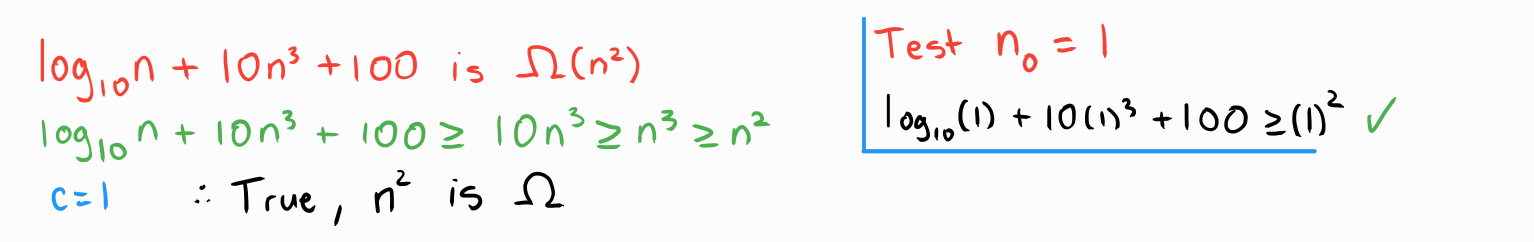 log₁₀n + 10n³ + 100 is Ω(n²)
log₁₀n + 10n³ + 100 ≥ 10n³ ≥ n³ ≥ n²
c=1 ∴ True, n² is Ω
Test n₀ = 1
log₁₀(1) + 10(1)³ + 100 ≥ (1)² ✓